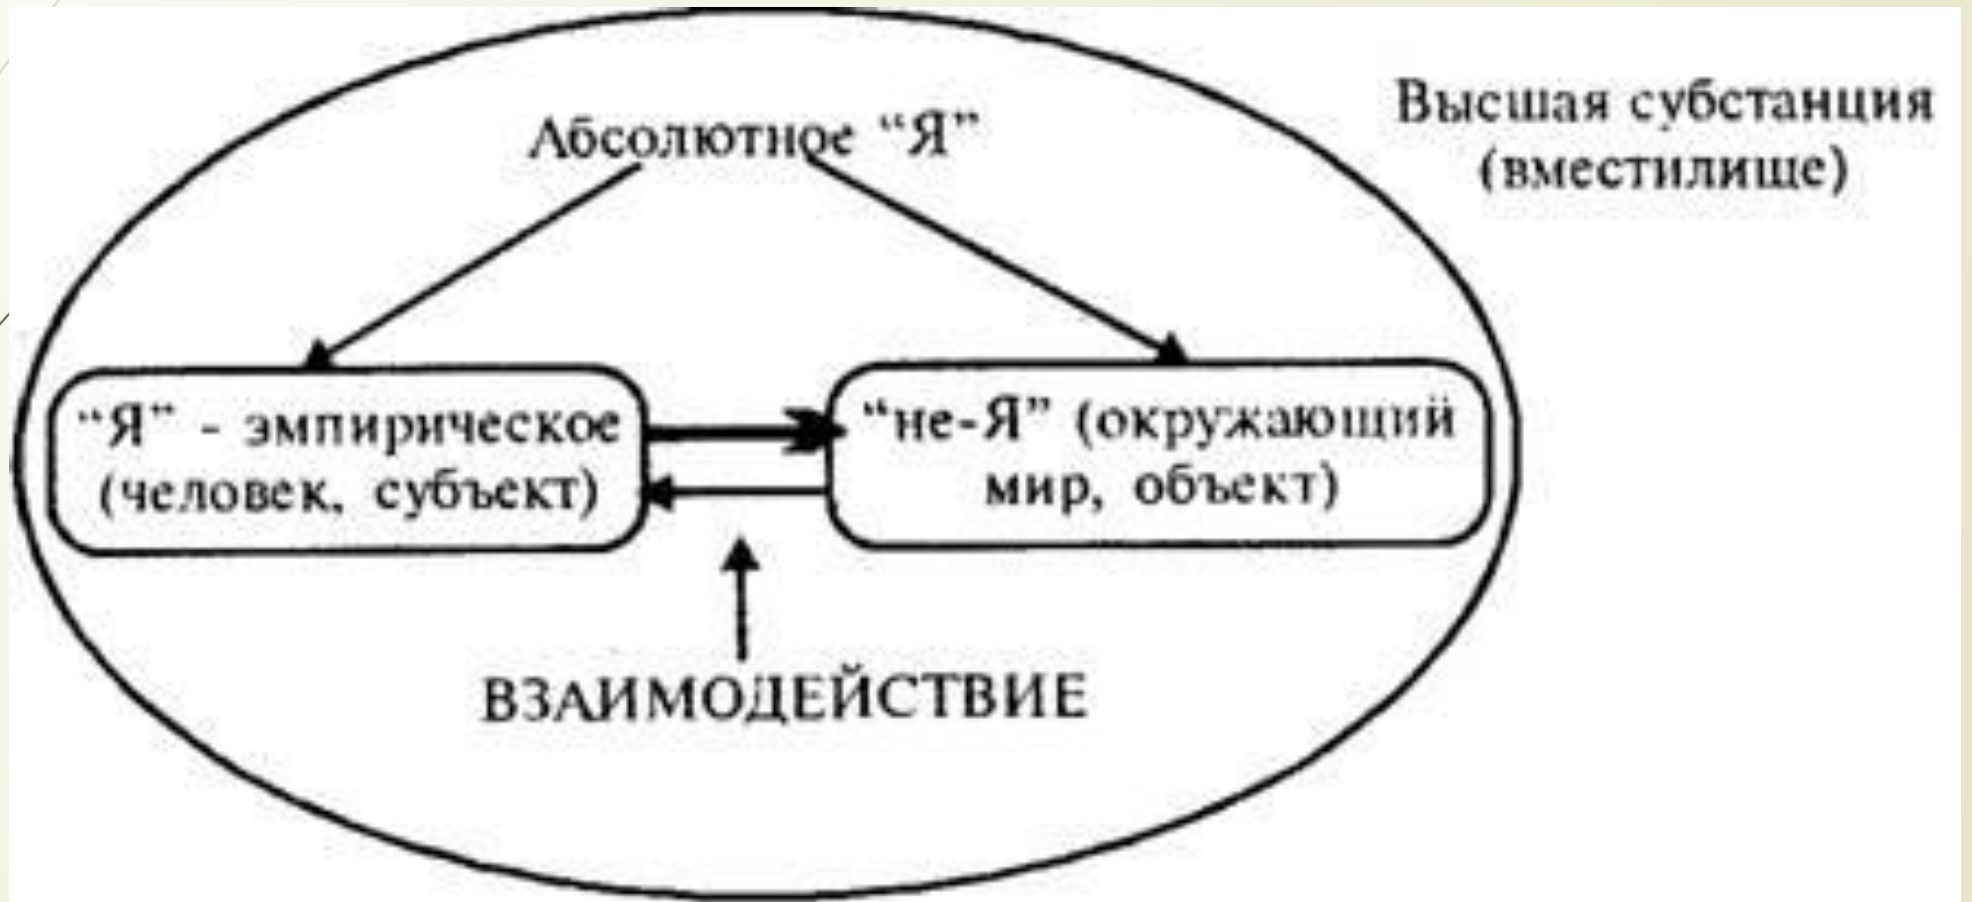 Абсолютное “Я”
Высшая субстанция
(вместилище)
“Я” - эмпирическое
(человек, субъект)
“не-Я” (окружающий
мир, объект)
ВЗАИМОДЕЙСТВИЕ